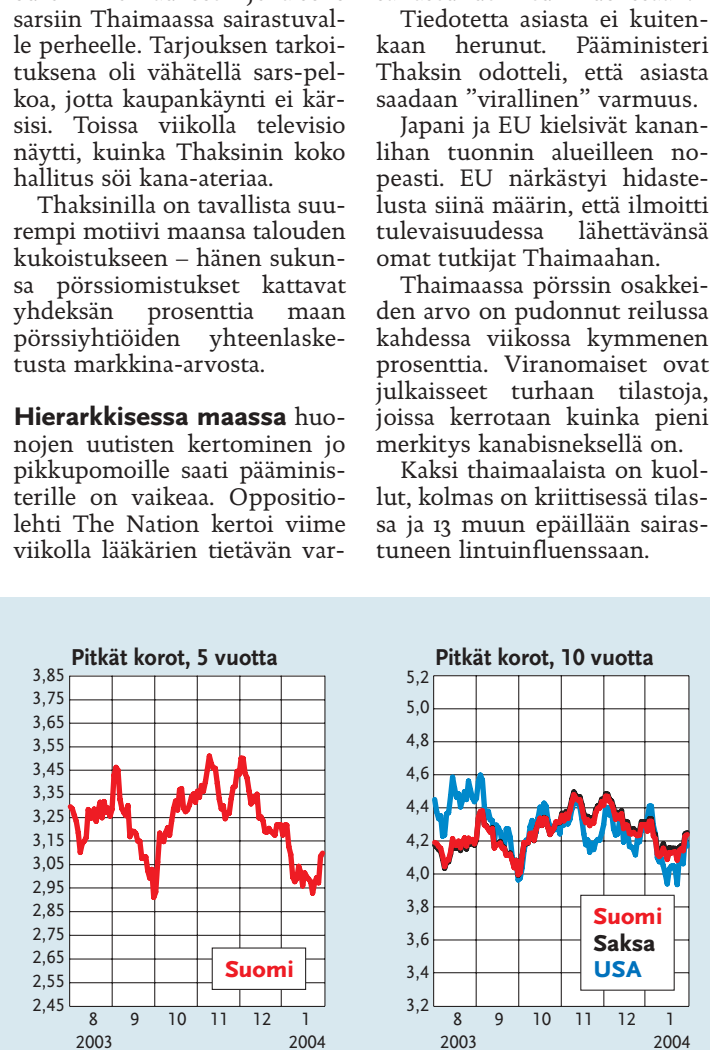 sarsiin Thaimaassa sairastuval-
le perheelle. Tarjouksen tarkoi-
tuksena oli vähätellä sars-pel-
koa, jotta kaupankäynti ei kär-
sisi. Toissa viikolla televisio
näytti, kuinka Thaksinin koko
hallitus söi kana-ateriaa.
Thaksinilla on tavallista suu-
rempi motiivi maansa talouden
kukoistukseen – hänen sukun-
sa pörssiomistukset kattavat
yhdeksän prosenttia maan
pörssiyhtiöiden yhteenlaske-
tusta markkina-arvosta.
Hierarkkisessa maassa huo-
nojen uutisten kertominen jo
pikkupomoille saati pääminis-
terille on vaikeaa. Oppositio-
lehti The Nation kertoi viime
viikolla lääkärien tietävän var-
Tiedotetta asiasta ei kuiten-
kaan herunut. Pääministeri
Thaksin odotteli, että asiasta
saadaan ”virallinen” varmuus.
Japani ja EU kielsivät kanan-
lihan tuonnin alueilleen no-
peasti. EU närkästyi hidaste-
lusta siinä määrin, että ilmoitti
tulevaisuudessa lähettävänsä
omat tutkijat Thaimaahan.
Thaimaassa pörssin osakkei-
den arvo on pudonnut reilussa
kahdessa viikossa kymmenen
prosenttia. Viranomaiset ovat
julkaisseet turhaan tilastoja,
joissa kerrotaan kuinka pieni
merkitys kanabisneksellä on.
Kaksi thaimaalaista on kuol-
lut, kolmas on kriittisessä tilas-
sa ja 13 muun epäillään sairas-
tuneen lintuinfluenssaan.
Pitkät korot, 5 vuotta
3,85
3,75
3,65
3,55
3,45
3,35
3,25
3,15
3,05
2,95
2,85
2,75
2,65
2,55
2,45
Suomi
8 9 10 11 12 1
2003 2004
Pitkät korot, 10 vuotta
5,2
5,0
4,8
4,6
4,4
4,2
4,0
3,8
3,6
3,4
3,2
Suomi
Saksa
USA
8 9 10 11 12 1
2003 2004